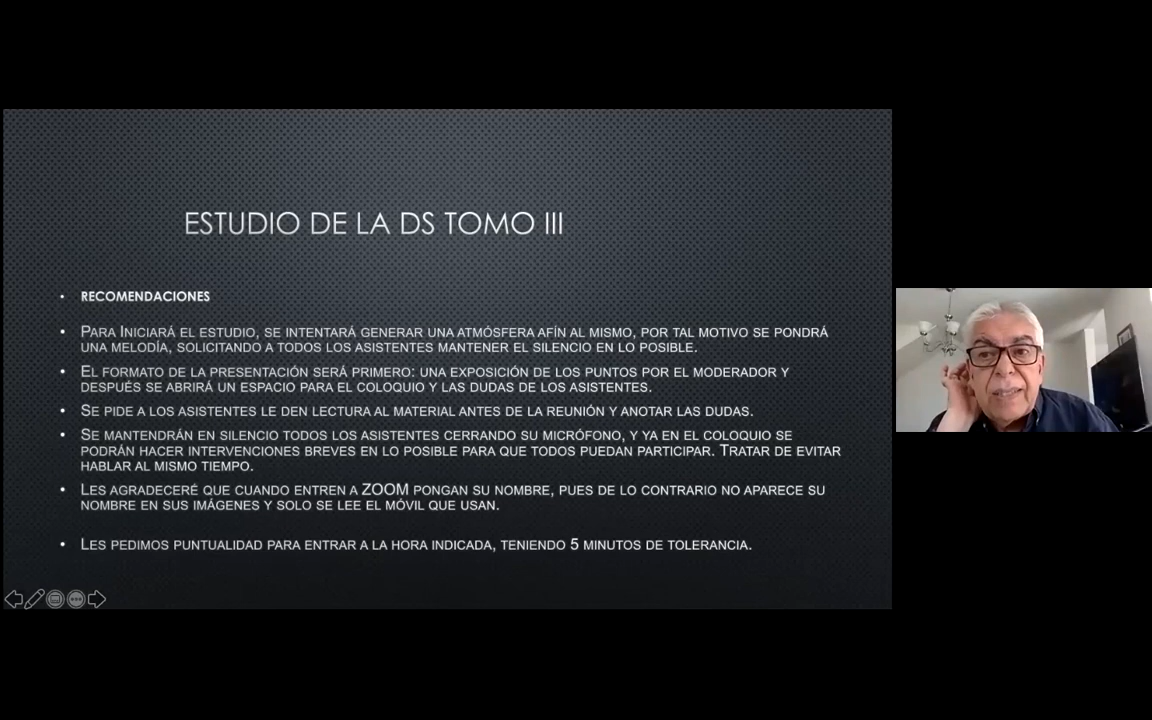 ESTUDIO DE LA DS TOMO III
• RECOMENDACIONES
• PARA INICIARÁ EL ESTUDIO, SE INTENTARÁ GENERAR UNA ATMÓSFERA AFÍN AL MISMO, POR TAL MOTIVO SE PONDRÁ
UNA MELODÍA, SOLICITANDO A TODOS LOS ASISTENTES MANTENER EL SILENCIO EN LO POSIBLE.
• EL FORMATO DE LA PRESENTACIÓN SERÁ PRIMERO: UNA EXPOSICIÓN DE LOS PUNTOS POR EL MODERADOR Y
DESPUÉS SE ABRIRÁ UN ESPACIO PARA EL COLOQUIO Y LAS DUDAS DE LOS ASISTENTES.
• SE PIDE A LOS ASISTENTES LE DEN LECTURA AL MATERIAL ANTES DE LA REUNIÓN Y ANOTAR LAS DUDAS.
• SE MANTENDRÁN EN SILENCIO TODOS LOS ASISTENTES CERRANDO SU MICRÓFONO, Y YA EN EL COLOQUIO SE
PODRÁN HACER INTERVENCIONES BREVES EN LO POSIBLE PARA QUE TODOS PUEDAN PARTICIPAR. TRATAR DE EVITAR
HABLAR AL MISMO TIEMPO.
• LES AGRADECERÉ QUE CUANDO ENTREN A ZOOM PONGAN SU NOMBRE, PUES DE LO CONTRARIO NO APARECE SU
NOMBRE EN SUS IMÁGENES Y SOLO SE LEE EL MÓVIL QUE USAN.
• LES PEDIMOS PUNTUALIDAD PARA ENTRAR A LA HORA INDICADA, TENIENDO 5 MINUTOS DE TOLERANCIA.